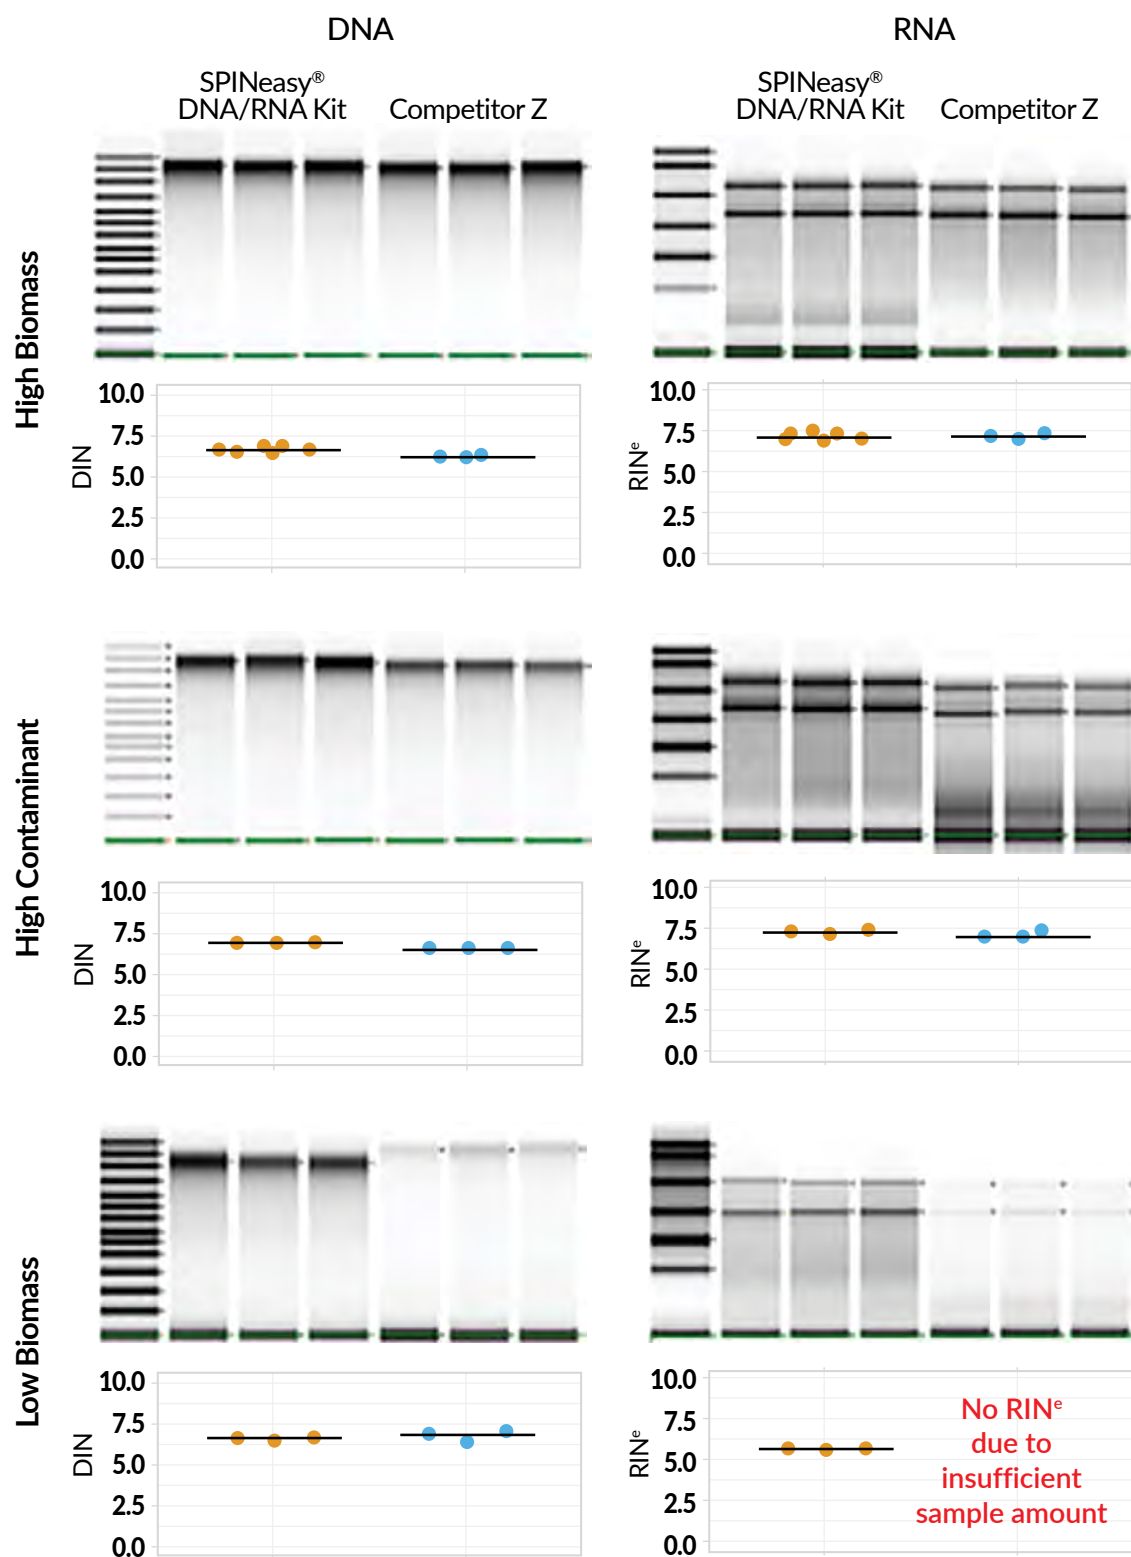 DNA
RNA
SPINeasy®
DNA/RNA Kit
Competitor Z
SPINeasy®
DNA/RNA Kit
Competitor Z
High Biomass
DIN
10.0
7.5
5.0
2.5
0.0
RINᵉ
10.0
7.5
5.0
2.5
0.0
High Contaminant
DIN
10.0
7.5
5.0
2.5
0.0
RINᵉ
10.0
7.5
5.0
2.5
0.0
Low Biomass
DIN
10.0
7.5
5.0
2.5
0.0
RINᵉ
10.0
7.5
5.0
2.5
0.0
No RINᵉ
due to
insufficient
sample amount